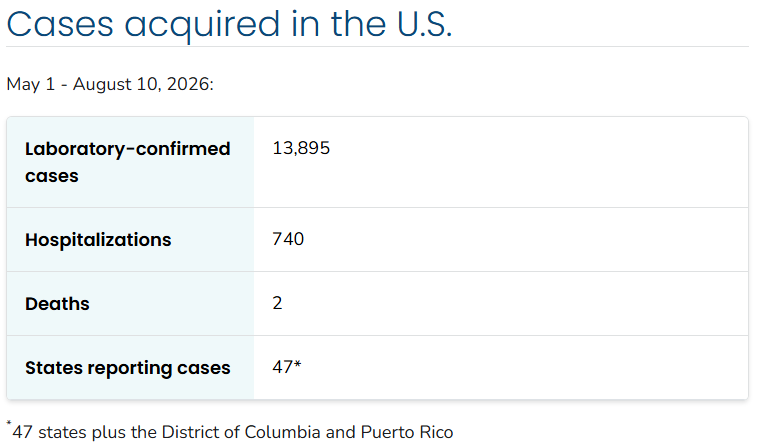 Cases acquired in the U.S.
May 1 - August 10, 2026:
Laboratory-confirmed 13,895
cases
Hospitalizations 740
Deaths 2
States reporting cases 47*
*47 states plus the District of Columbia and Puerto Rico